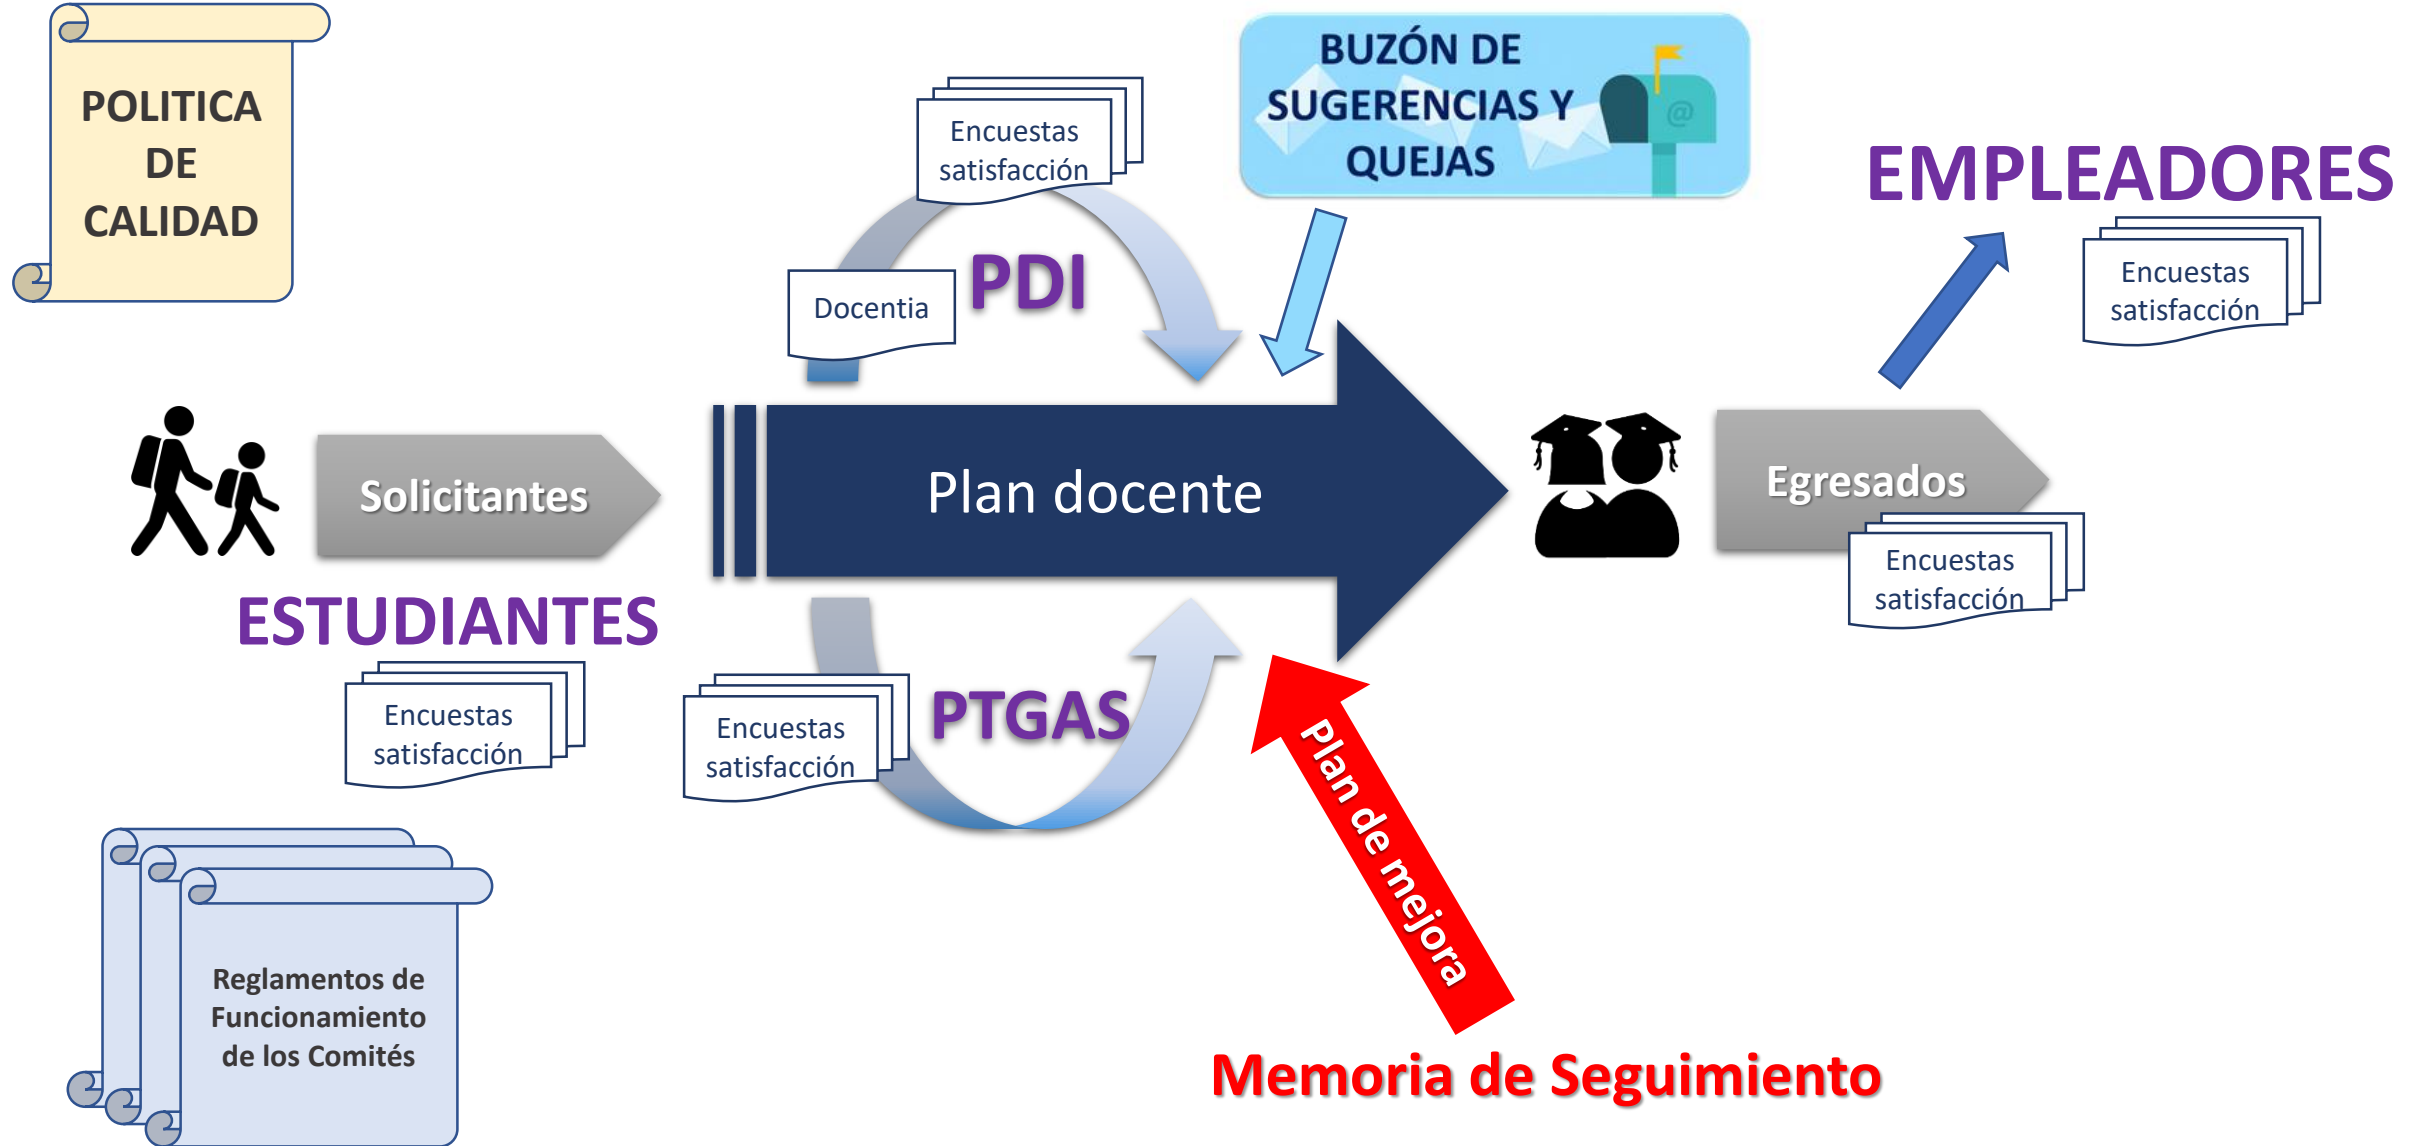 POLITICA
DE
CALIDAD
Encuestas
satisfacción
Docentia
PDI
BUZÓN DE
SUGERENCIAS Y
QUEJAS
@
EMPLEADORES
Encuestas
satisfacción
Solicitantes
Plan docente
Egresados
Encuestas
satisfacción
ESTUDIANTES
Encuestas
satisfacción
Encuestas
satisfacción
PTGAS
Plan de mejora
Reglamentos de
Funcionamiento
de los Comités
Memoria de Seguimiento